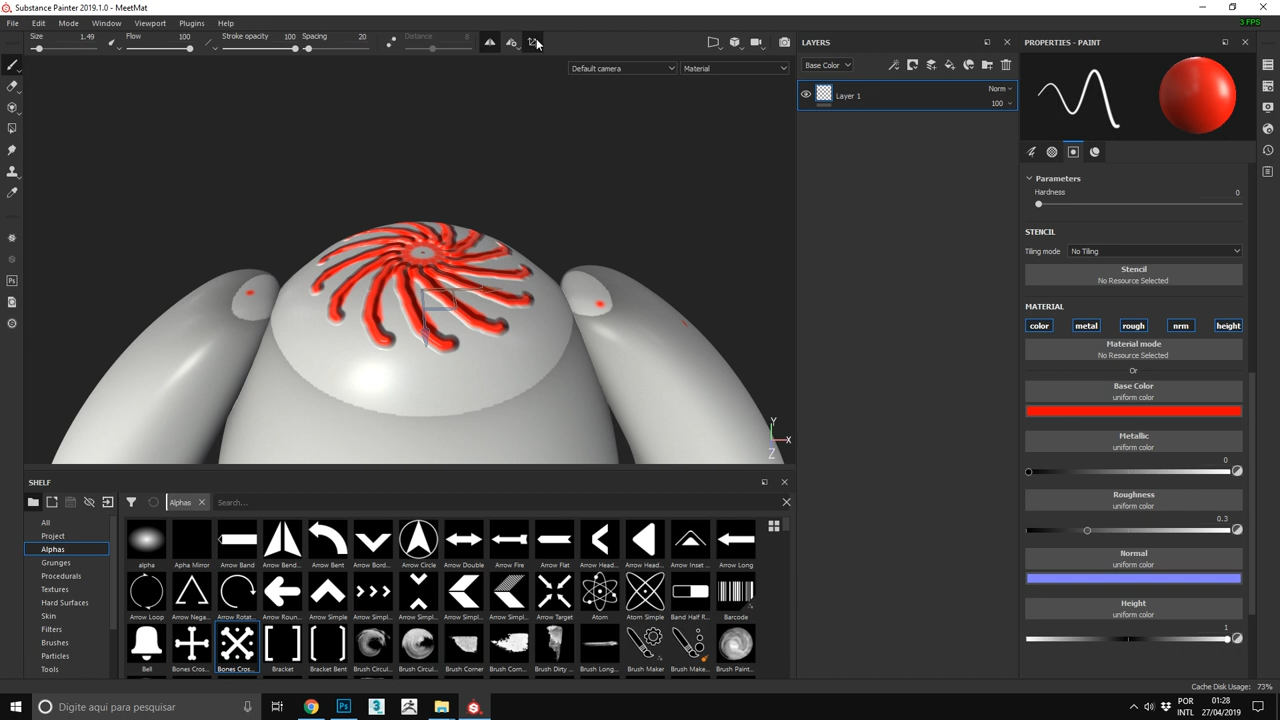 Substance Painter 2019.1.0 - MeetMat
File Edit Mode Window Viewport Plugins Help
3 FPS
Size 1.49 Flow 100 Stroke opacity 100 Spacing 20 Distance 8
Default camera Material
Y
X
Z
LAYERS
Base Color
Layer 1 Norm
100
PROPERTIES - PAINT
Parameters
Hardness 0
STENCIL
Tiling mode No Tiling
Stencil
No Resource Selected
MATERIAL
color metal rough nrm height
Material mode
No Resource Selected
Or
Base Color
uniform color
Metallic
uniform color
0
Roughness
uniform color
0.3
Normal
uniform color
Height
uniform color
1
SHELF
Alphas Search...
All
Project
Alphas
Grunges
Procedurals
Textures
Hard Surfaces
Skin
Filters
Brushes
Particles
Tools
alpha Apha Mirror Arrow Band Arrow Bend... Arrow Bent Arrow Bord... Arrow Circle Arrow Double Arrow Fire Arrow Flat Arrow Head... Arrow Head... Arrow Inset ... Arrow Long
Arrow Loop Arrow Nega... Arrow Rotat... Arrow Roun... Arrow Simple Arrow Simpl... Arrow Simpl... Arrow Simpl... Arrow Simpl... Arrow Target Atom Atom Simple Band Half R... Barcode
Bell Bones Cros... Bones Cros... Bracket Bracket Bent Brush Circul... Brush Circul... Brush Corner Brush Corn... Brush Dirty ... Brush Long... Brush Maker Brush Make... Brush Paint...
Cache Disk Usage: 73%
Digite aqui para pesquisar
POR
INTL
01:28
27/04/2019